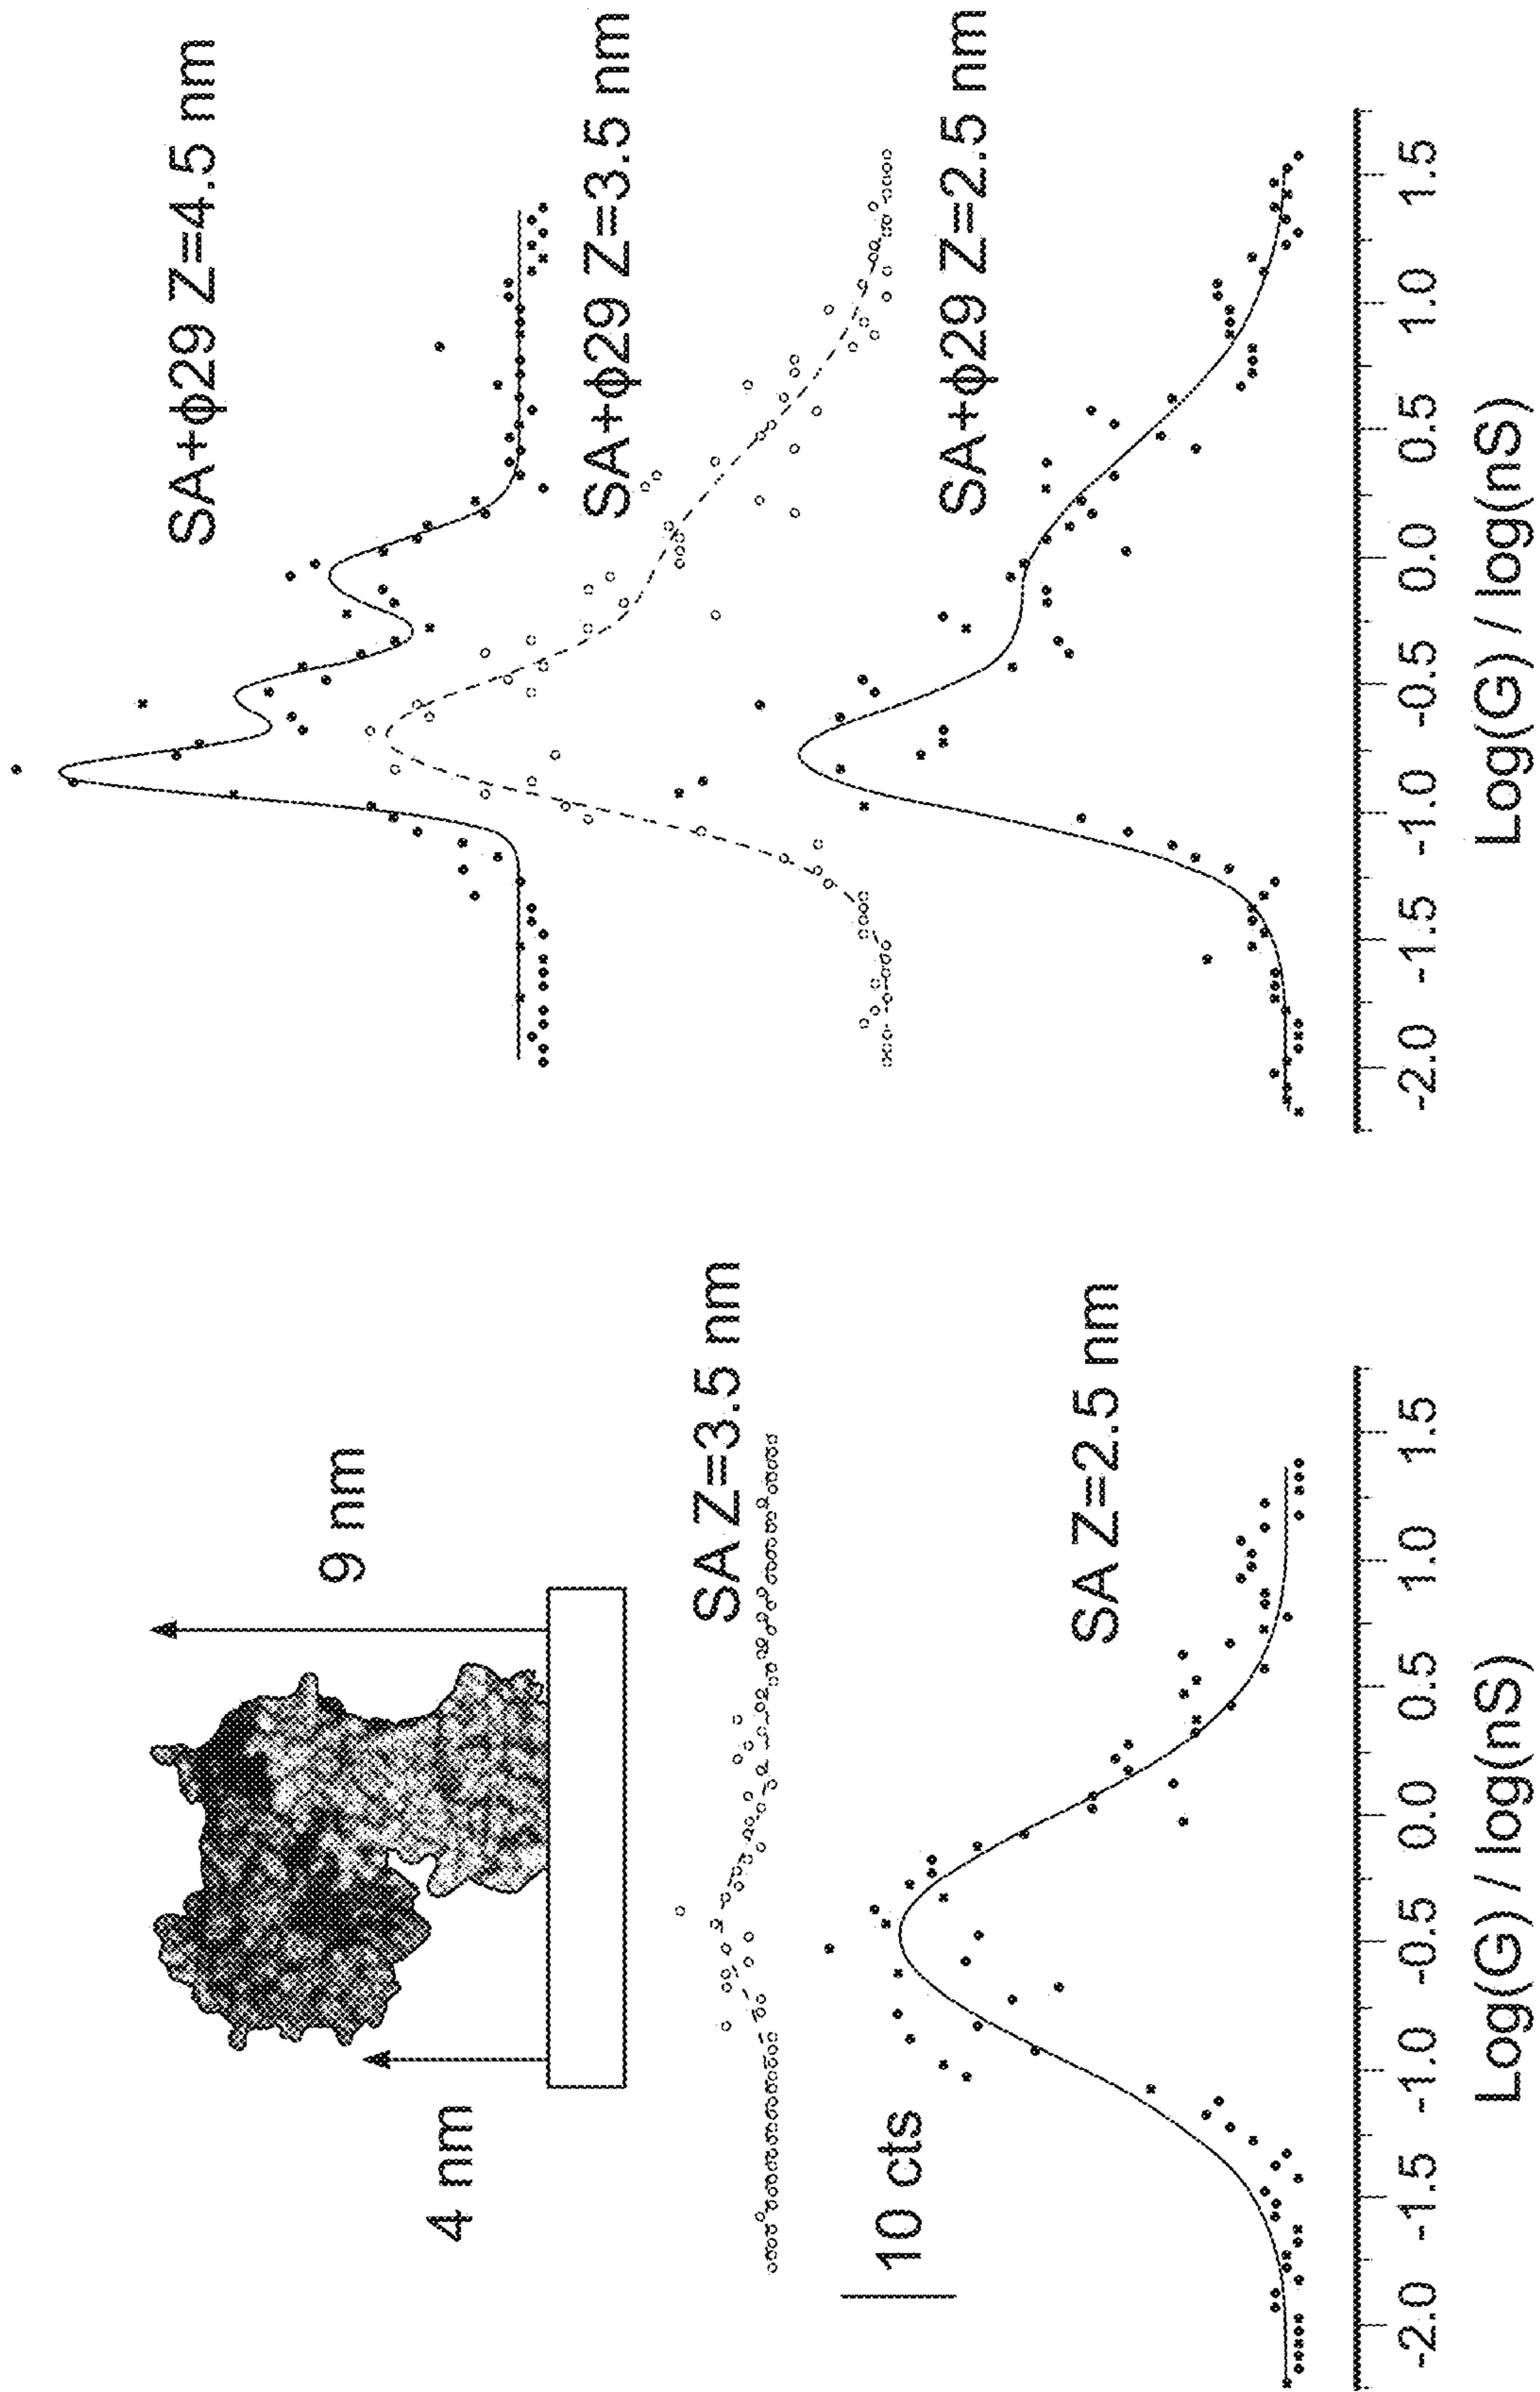 4 nm
9 nm
SA Z=3.5 nm
10 cts
SA Z=2.5 nm
-2.0 -1.5 -1.0 -0.5 0.0 0.5 1.0 1.5
Log(G) / log(nS)
SA+ϕ29 Z=4.5 nm
SA+ϕ29 Z=3.5 nm
SA+ϕ29 Z=2.5 nm
-2.0 -1.5 -1.0 -0.5 0.0 0.5 1.0 1.5
Log(G) / log(nS)